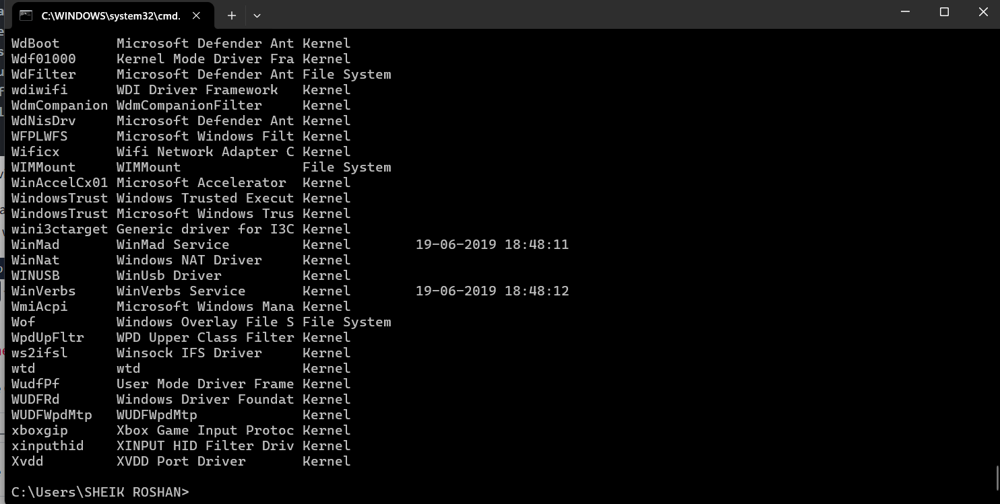 C:\WINDOWS\system32\cmd.
WdBoot Microsoft Defender Ant Kernel
Wdf01000 Kernel Mode Driver Fra Kernel
WdFilter Microsoft Defender Ant File System
wdiwifi WDI Driver Framework Kernel
WdmCompanion WdmCompanionFilter Kernel
WdNisDrv Microsoft Defender Ant Kernel
WFPLWFS Microsoft Windows Filt Kernel
Wificx Wifi Network Adapter C Kernel
WIMMount WIMMount File System
WinAccelCx01 Microsoft Accelerator Kernel
WindowsTrust Windows Trusted Execut Kernel
WindowsTrust Microsoft Windows Trus Kernel
wini3ctarget Generic driver for I3C Kernel
WinMad WinMad Service Kernel 19-06-2019 18:48:11
WinNat Windows NAT Driver Kernel
WINUSB WinUsb Driver Kernel
WinVerbs WinVerbs Service Kernel 19-06-2019 18:48:12
WmiAcpi Microsoft Windows Mana Kernel
Wof Windows Overlay File S File System
WpdUpFltr WPD Upper Class Filter Kernel
ws2ifsl Winsock IFS Driver Kernel
wtd wtd Kernel
WudfPf User Mode Driver Frame Kernel
WUDFRd Windows Driver Foundat Kernel
WUDFWpdMtp WUDFWpdMtp Kernel
xboxgip Xbox Game Input Protoc Kernel
xinputhid XINPUT HID Filter Driv Kernel
Xvdd XVDD Port Driver Kernel
C:\Users\SHEIK ROSHAN>